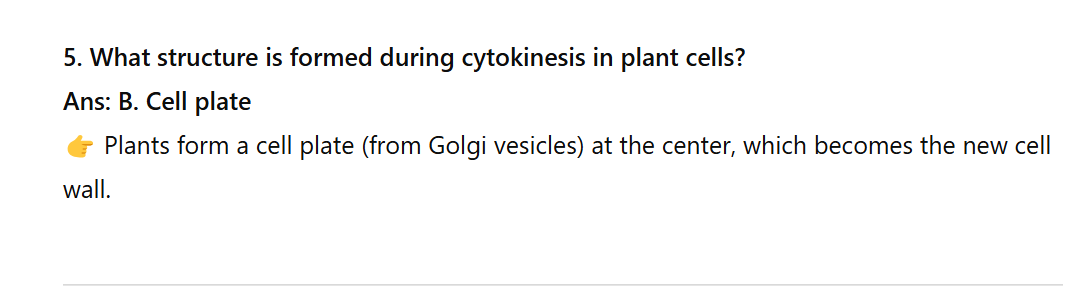 5. What structure is formed during cytokinesis in plant cells?
Ans: B. Cell plate
👉 Plants form a cell plate (from Golgi vesicles) at the center, which becomes the new cell
wall.